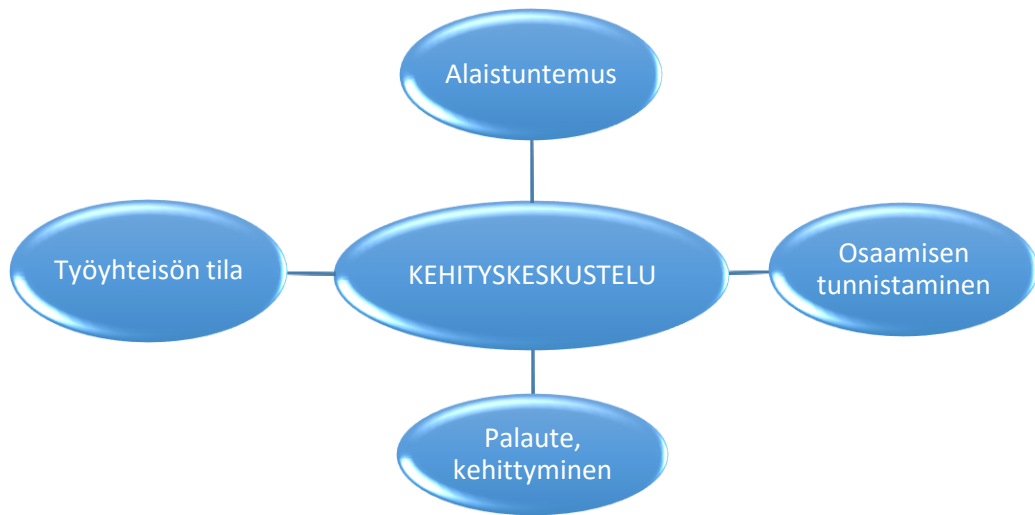 Alaistuntemus
Työyhteisön tila
KEHITYSKESKUSTELU
Osaamisen
tunnistaminen
Palaute,
kehittyminen